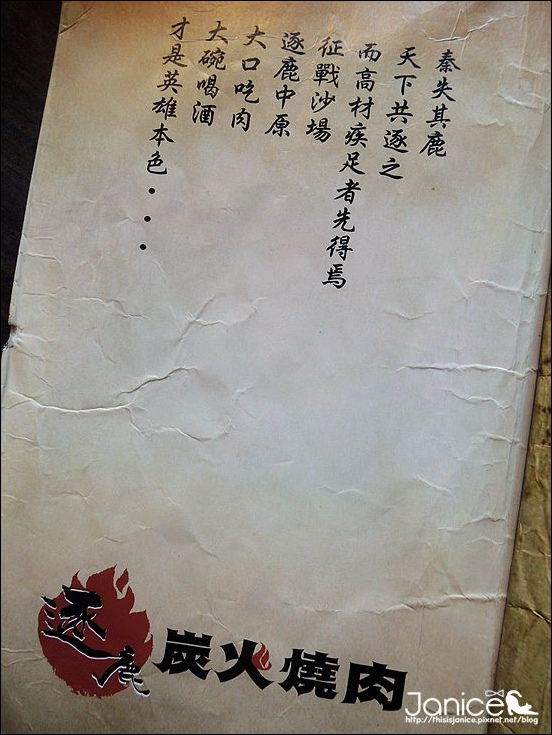 秦失其鹿
天下共逐之
而高材疾足者先得焉
征戰沙場
逐鹿中原
大口吃肉
大碗喝酒
才是英雄本色...
逐鹿 炭火燒肉
Janice
http://thisisjanice.pixnet.net/blog